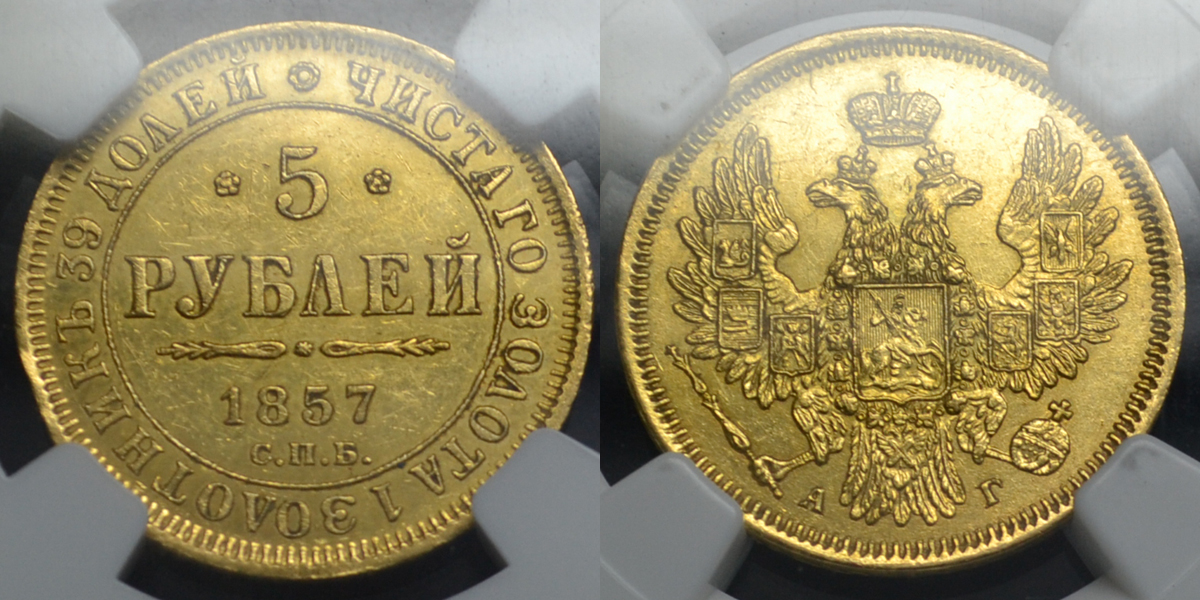 5
РУБЛЕЙ
1857
С.П.Б.
ЧИСТАГО ЗОЛОТА 1 ЗОЛОТНИКЪ 39 ДОЛЕЙ
А Г